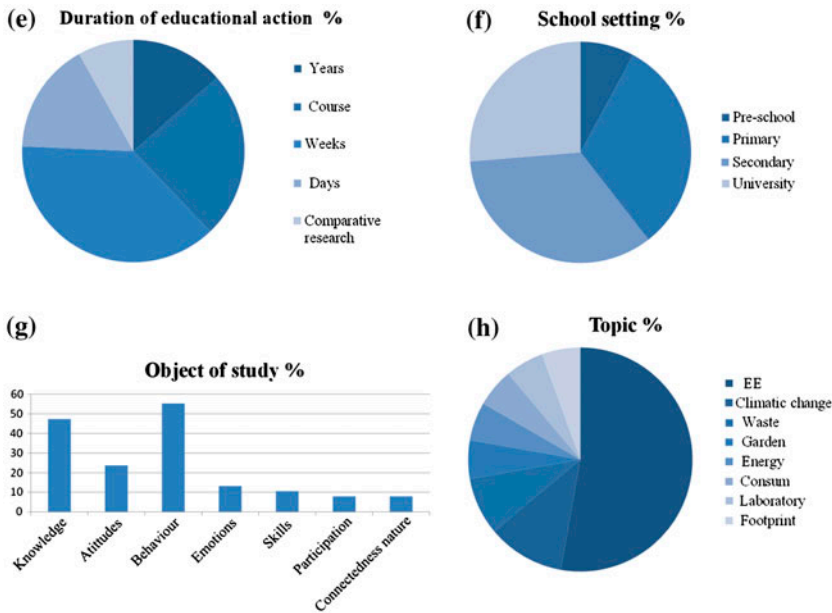 (e) Duration of educational action %
Years
Course
Weeks
Days
Comparative
research
(f) School setting %
Pre-school
Primary
Secondary
University
(g)
Object of study %
60
50
40
30
20
10
0
Knowledge
Atittudes
Behaviour
Emotions
Skills
Participation
Connectedness nature
(h) Topic %
EE
Climatic change
Waste
Garden
Energy
Consum
Laboratory
Footprint